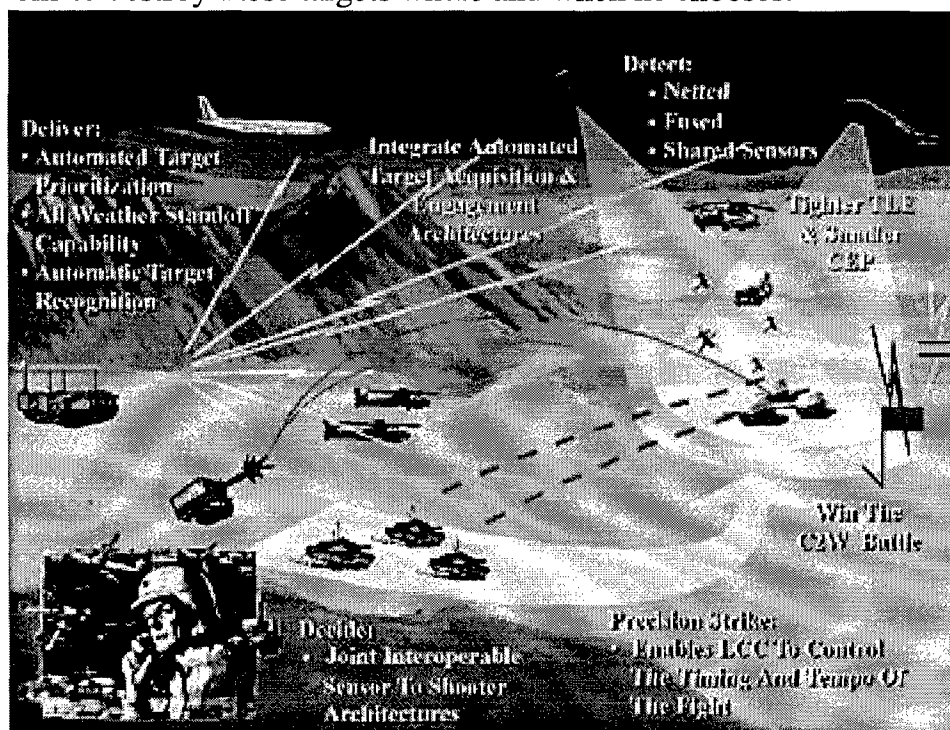 Detect:
• Netted
• Fused
• Shared Sensors
Deliver:
• Automated Target
Prioritization
• All Weather Standoff
Capability
• Automatic Target
Recognition
Integrate Automated
Target Acquisition &
Engagement
Architectures
Tighter TLE
& Smaller
CEP
Win The
C2W Battle
Decide:
• Joint Interoperable
Sensor To Shooter
Architectures
Precision Strike:
• Enables LCC To Control
The Timing And Tempo Of
The Fight